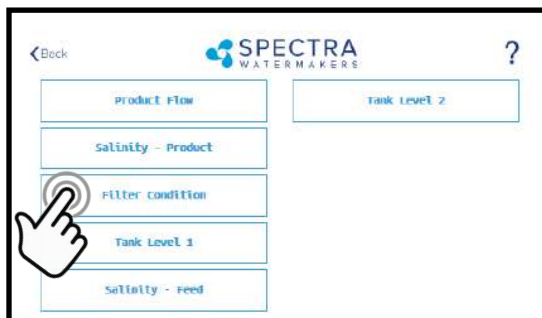 Back
SPECTRA
WATERMAKERS
?
Product Flow
Tank Level 2
Salinity - Product
Filter Condition
Tank Level 1
Salinity - Feed